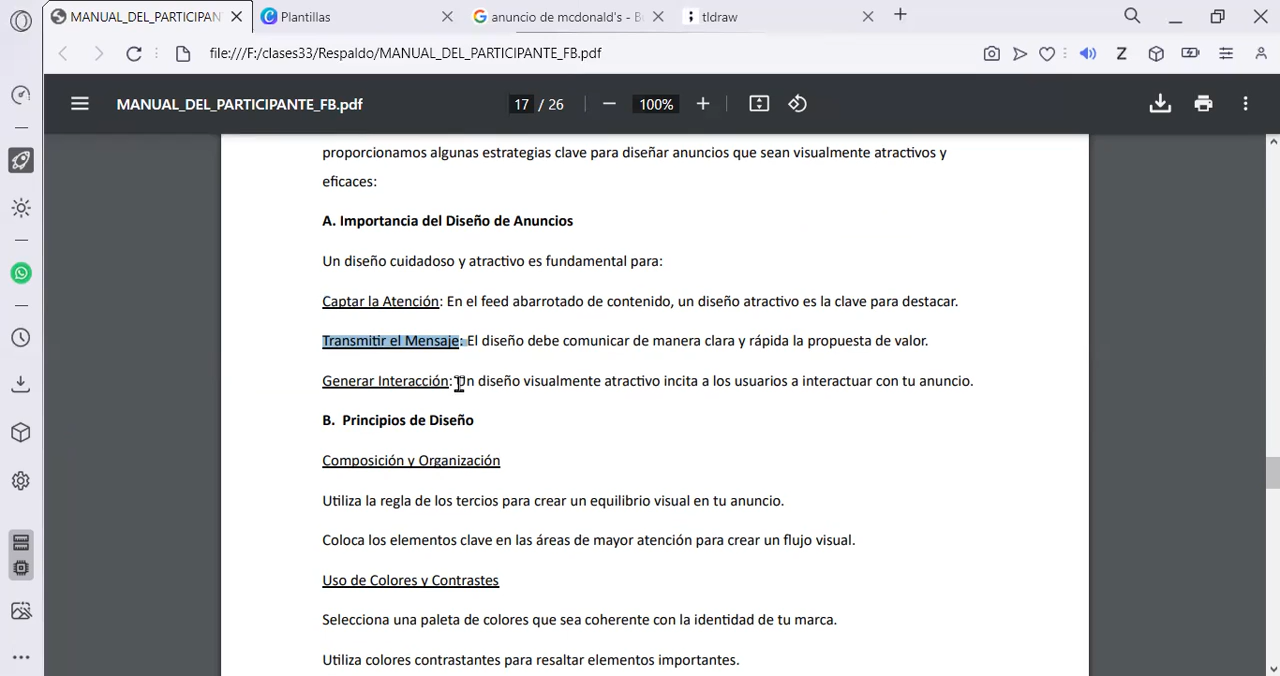 MANUAL_DEL_PARTICIPAN
Plantillas
anuncio de mcdonald's - B
tldraw
file:///F:/clases33/Respaldo/MANUAL_DEL_PARTICIPANTE_FB.pdf
Z
MANUAL_DEL_PARTICIPANTE_FB.pdf
17 / 26
100%
proporcionamos algunas estrategias clave para diseñar anuncios que sean visualmente atractivos y
eficaces:
A. Importancia del Diseño de Anuncios
Un diseño cuidadoso y atractivo es fundamental para:
Captar la Atención: En el feed abarrotado de contenido, un diseño atractivo es la clave para destacar.
Transmitir el Mensaje: El diseño debe comunicar de manera clara y rápida la propuesta de valor.
Generar Interacción: Un diseño visualmente atractivo incita a los usuarios a interactuar con tu anuncio.
B. Principios de Diseño
Composición y Organización
Utiliza la regla de los tercios para crear un equilibrio visual en tu anuncio.
Coloca los elementos clave en las áreas de mayor atención para crear un flujo visual.
Uso de Colores y Contrastes
Selecciona una paleta de colores que sea coherente con la identidad de tu marca.
Utiliza colores contrastantes para resaltar elementos importantes.